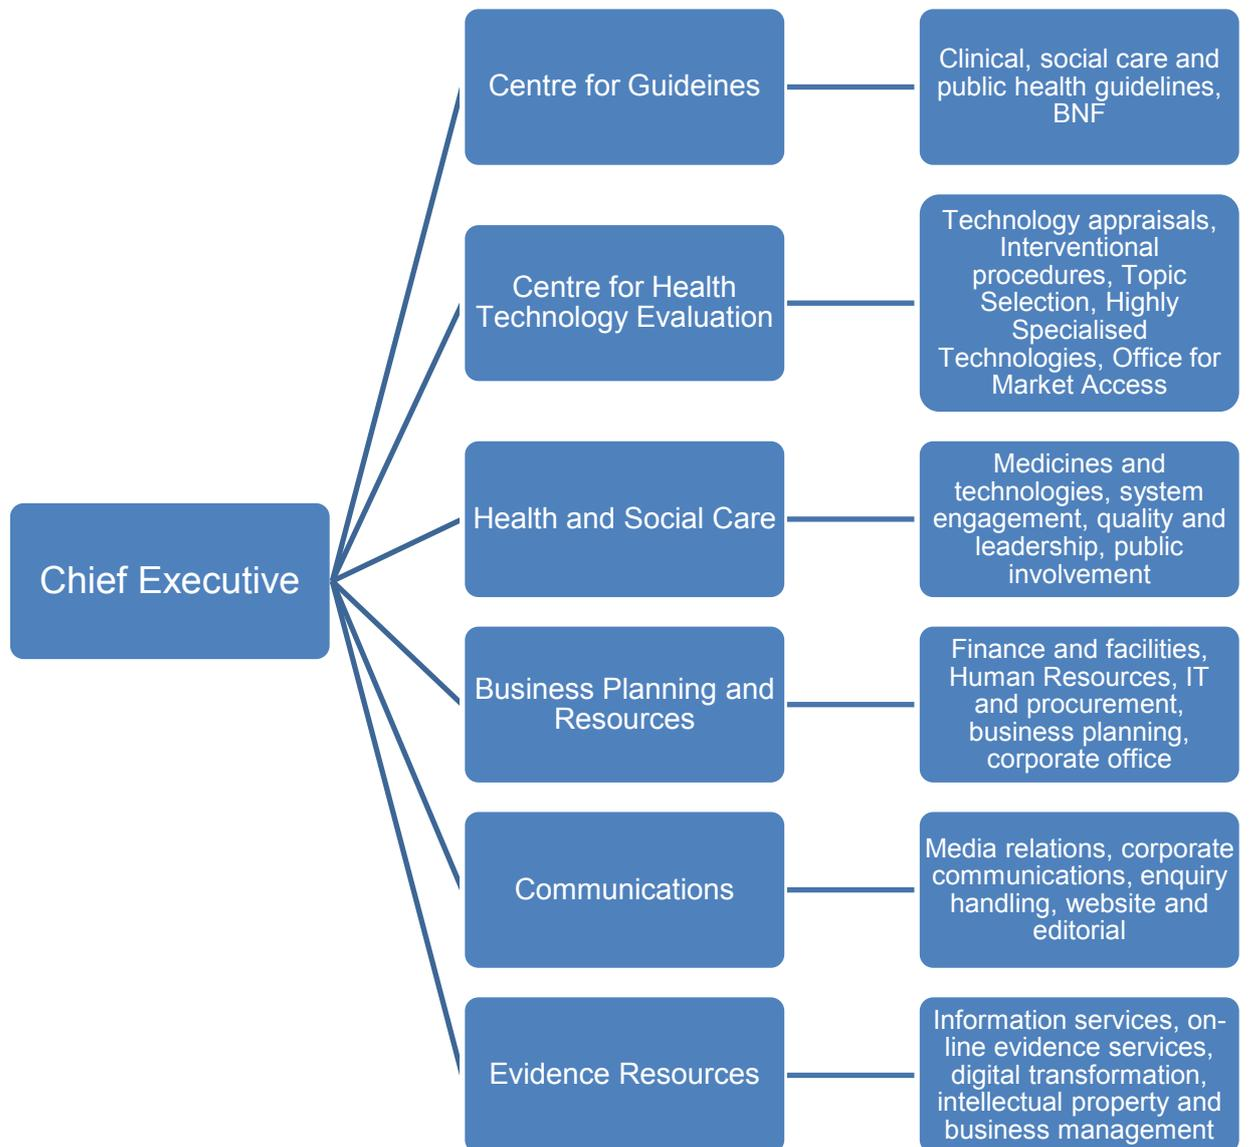 Centre for Guideines
Clinical, social care and
public health guidelines,
BNF
Centre for Health
Technology Evaluation
Technology appraisals,
Interventional
procedures, Topic
Selection, Highly
Specialised
Technologies, Office for
Market Access
Chief Executive
Health and Social Care
Medicines and
technologies, system
engagement, quality and
leadership, public
involvement
Business Planning and
Resources
Finance and facilities,
Human Resources, IT
and procurement,
business planning,
corporate office
Communications
Media relations, corporate
communications, enquiry
handling, website and
editorial
Evidence Resources
Information services, on-
line evidence services,
digital transformation,
intellectual property and
business management